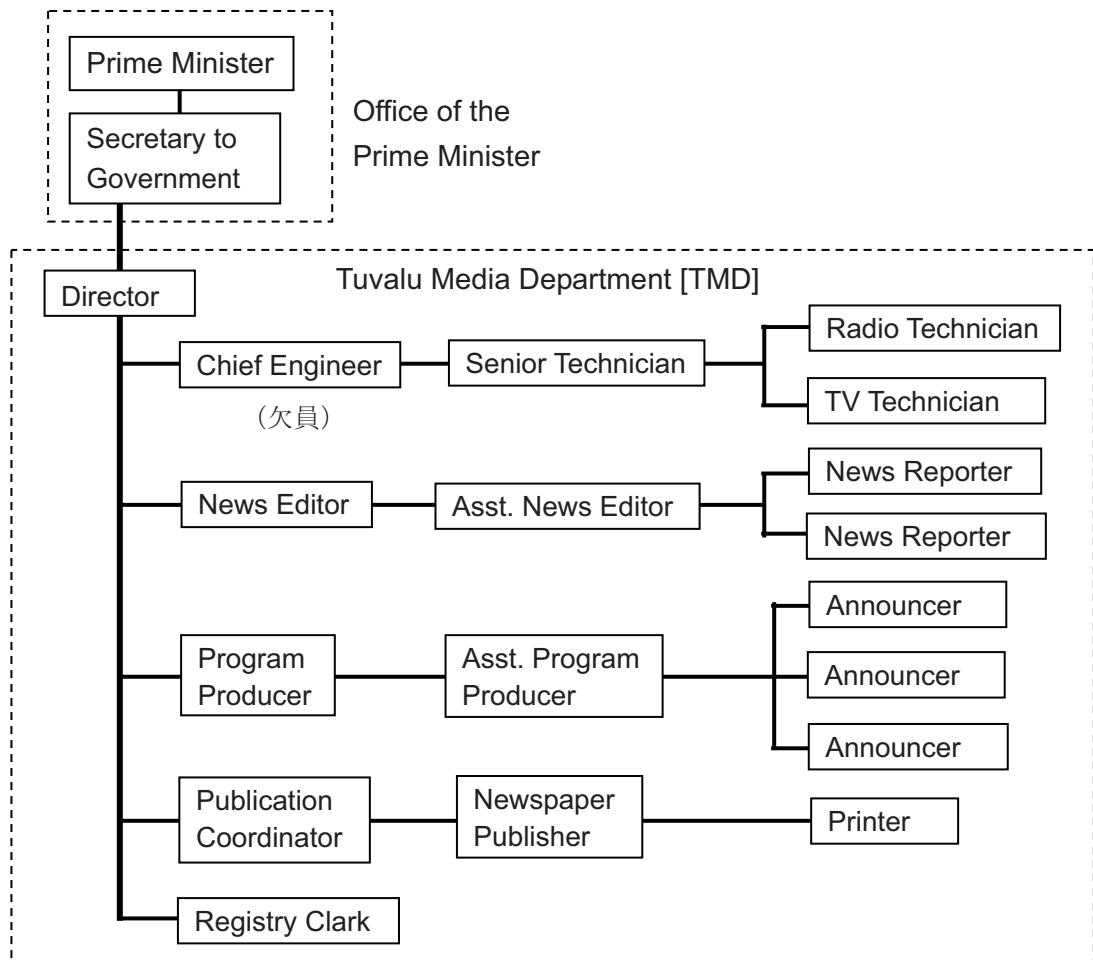 Prime Minister
Secretary to
Government
Office of the
Prime Minister
Director
Tuvalu Media Department [TMD]
Chief Engineer
（欠員）
Senior Technician
Radio Technician
TV Technician
News Editor
Asst. News Editor
News Reporter
News Reporter
Program
Producer
Asst. Program
Producer
Announcer
Announcer
Announcer
Publication
Coordinator
Newspaper
Publisher
Printer
Registry Clark